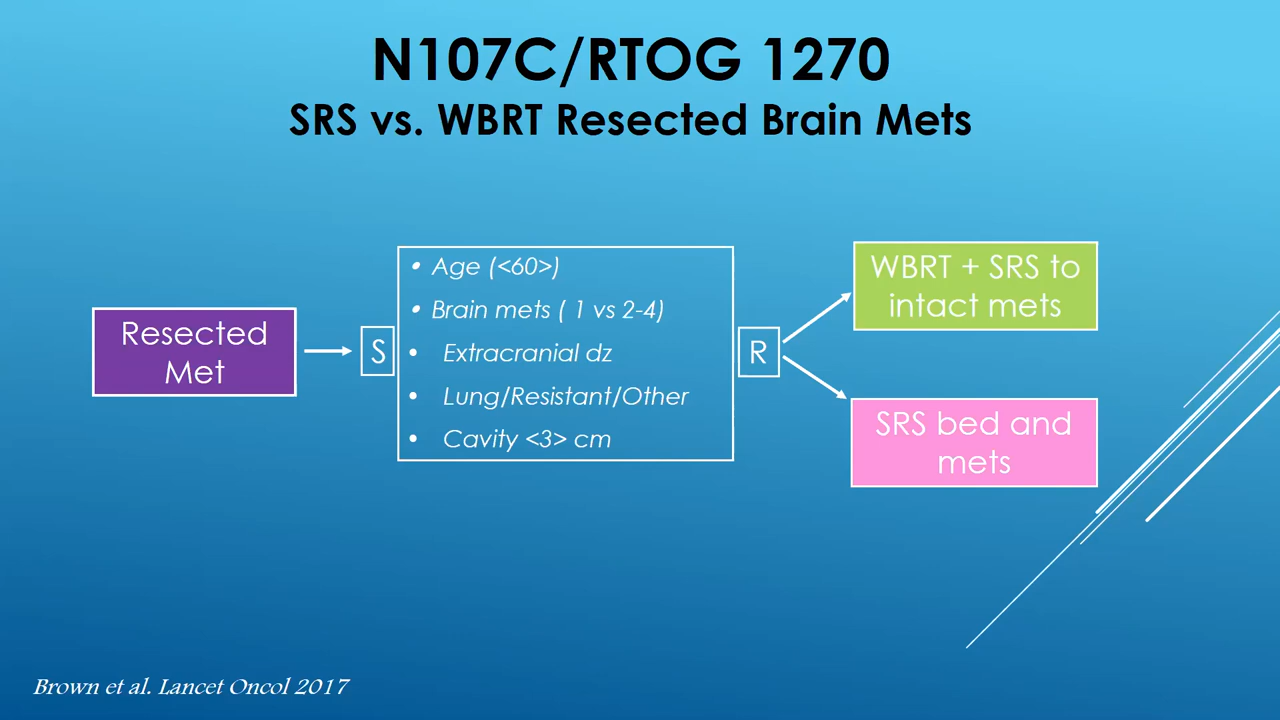 N107C/RTOG 1270
SRS vs. WBRT Resected Brain Mets
Resected
Met
S
• Age (<60>)
• Brain mets ( 1 vs 2-4)
• Extracranial dz
• Lung/Resistant/Other
• Cavity <3> cm
R
WBRT + SRS to
intact mets
SRS bed and
mets
Brown et al. Lancet Oncol 2017